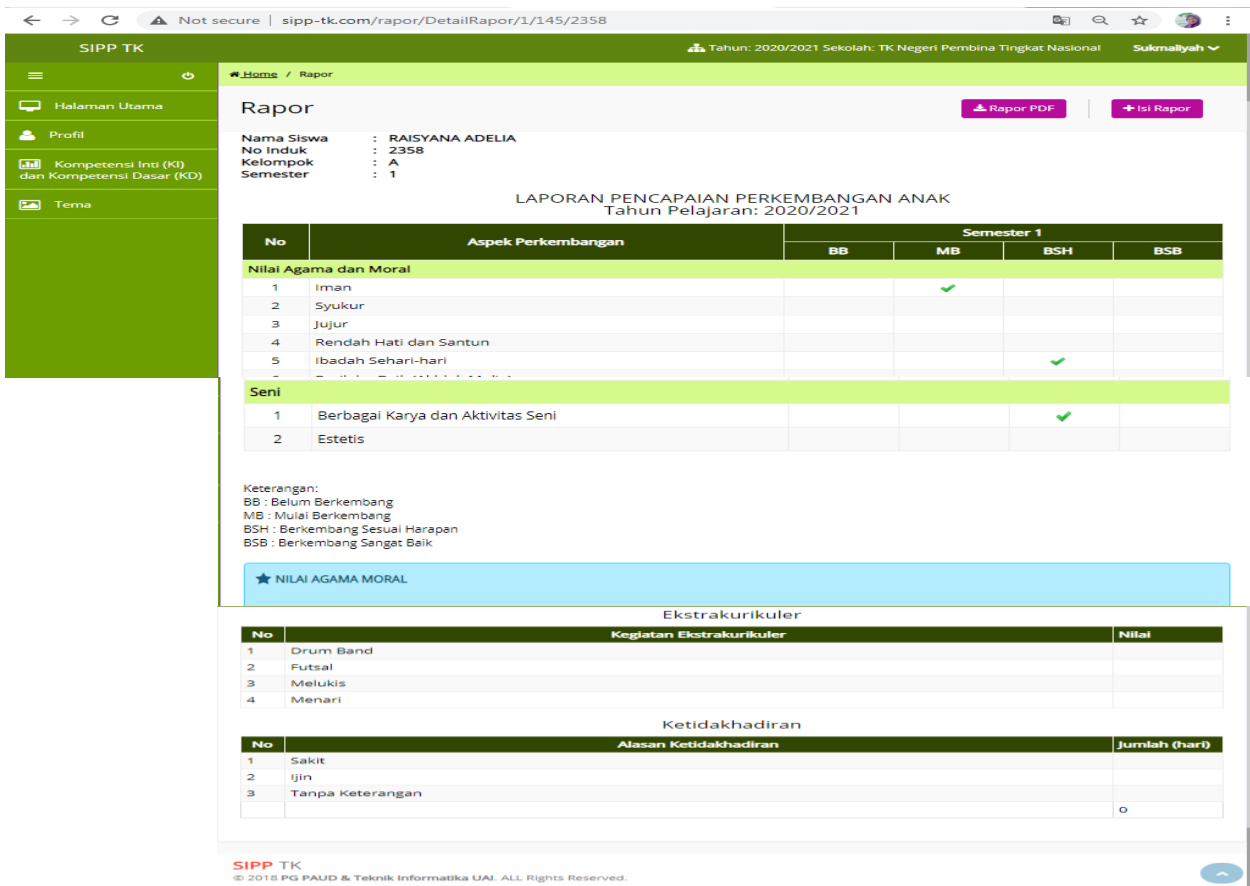 Not secure | sipp-tk.com/rapor/DetailRapor/1/145/2358
SIPP TK
Tahun: 2020/2021 Sekolah: TK Negeri Pembina Tingkat Nasional Sukmaliyah
Home / Rapor
Halaman Utama
Profil
Kompetensi Inti (KI)
dan Kompetensi Dasar (KD)
Tema
Rapor
Rapor PDF
+ Isi Rapor
Nama Siswa : RAISYANA ADELIA
No Induk : 2358
Kelompok : A
Semester : 1
LAPORAN PENCAPAIAN PERKEMBANGAN ANAK
Tahun Pelajaran: 2020/2021
No Aspek Perkembangan Semester 1
BB MB BSH BSB
Nilai Agama dan Moral
1 Iman ✔
2 Syukur
3 Jujur
4 Rendah Hati dan Santun
5 Ibadah Sehari-hari ✔
Seni
1 Berbagai Karya dan Aktivitas Seni ✔
2 Estetis
Keterangan:
BB : Belum Berkembang
MB : Mulai Berkembang
BSH : Berkembang Sesuai Harapan
BSB : Berkembang Sangat Baik
★ NILAI AGAMA MORAL
Ekstrakurikuler
No Kegiatan Ekstrakurikuler Nilai
1 Drum Band
2 Futsal
3 Melukis
4 Menari
Ketidakhadiran
No Alasan Ketidakhadiran Jumlah (hari)
1 Sakit
2 Ijin
3 Tanpa Keterangan
0
SIPP TK
© 2018 PG PAUD & Teknik Informatika UAI. ALL Rights Reserved.